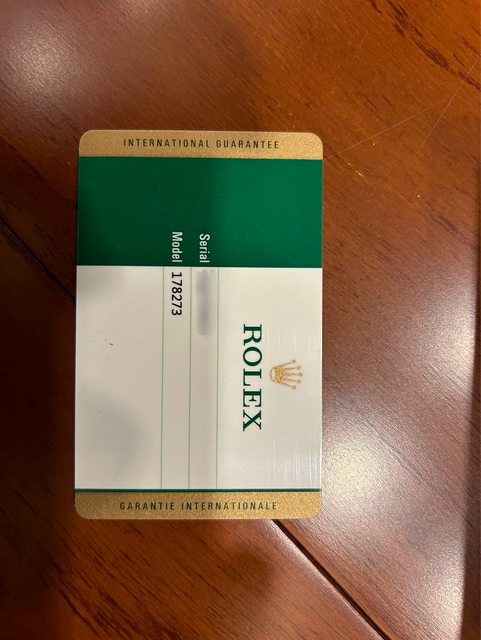 INTERNATIONAL GUARANTEE
ROLEX
Serial
Model 178273
GARANTIE INTERNATIONALE